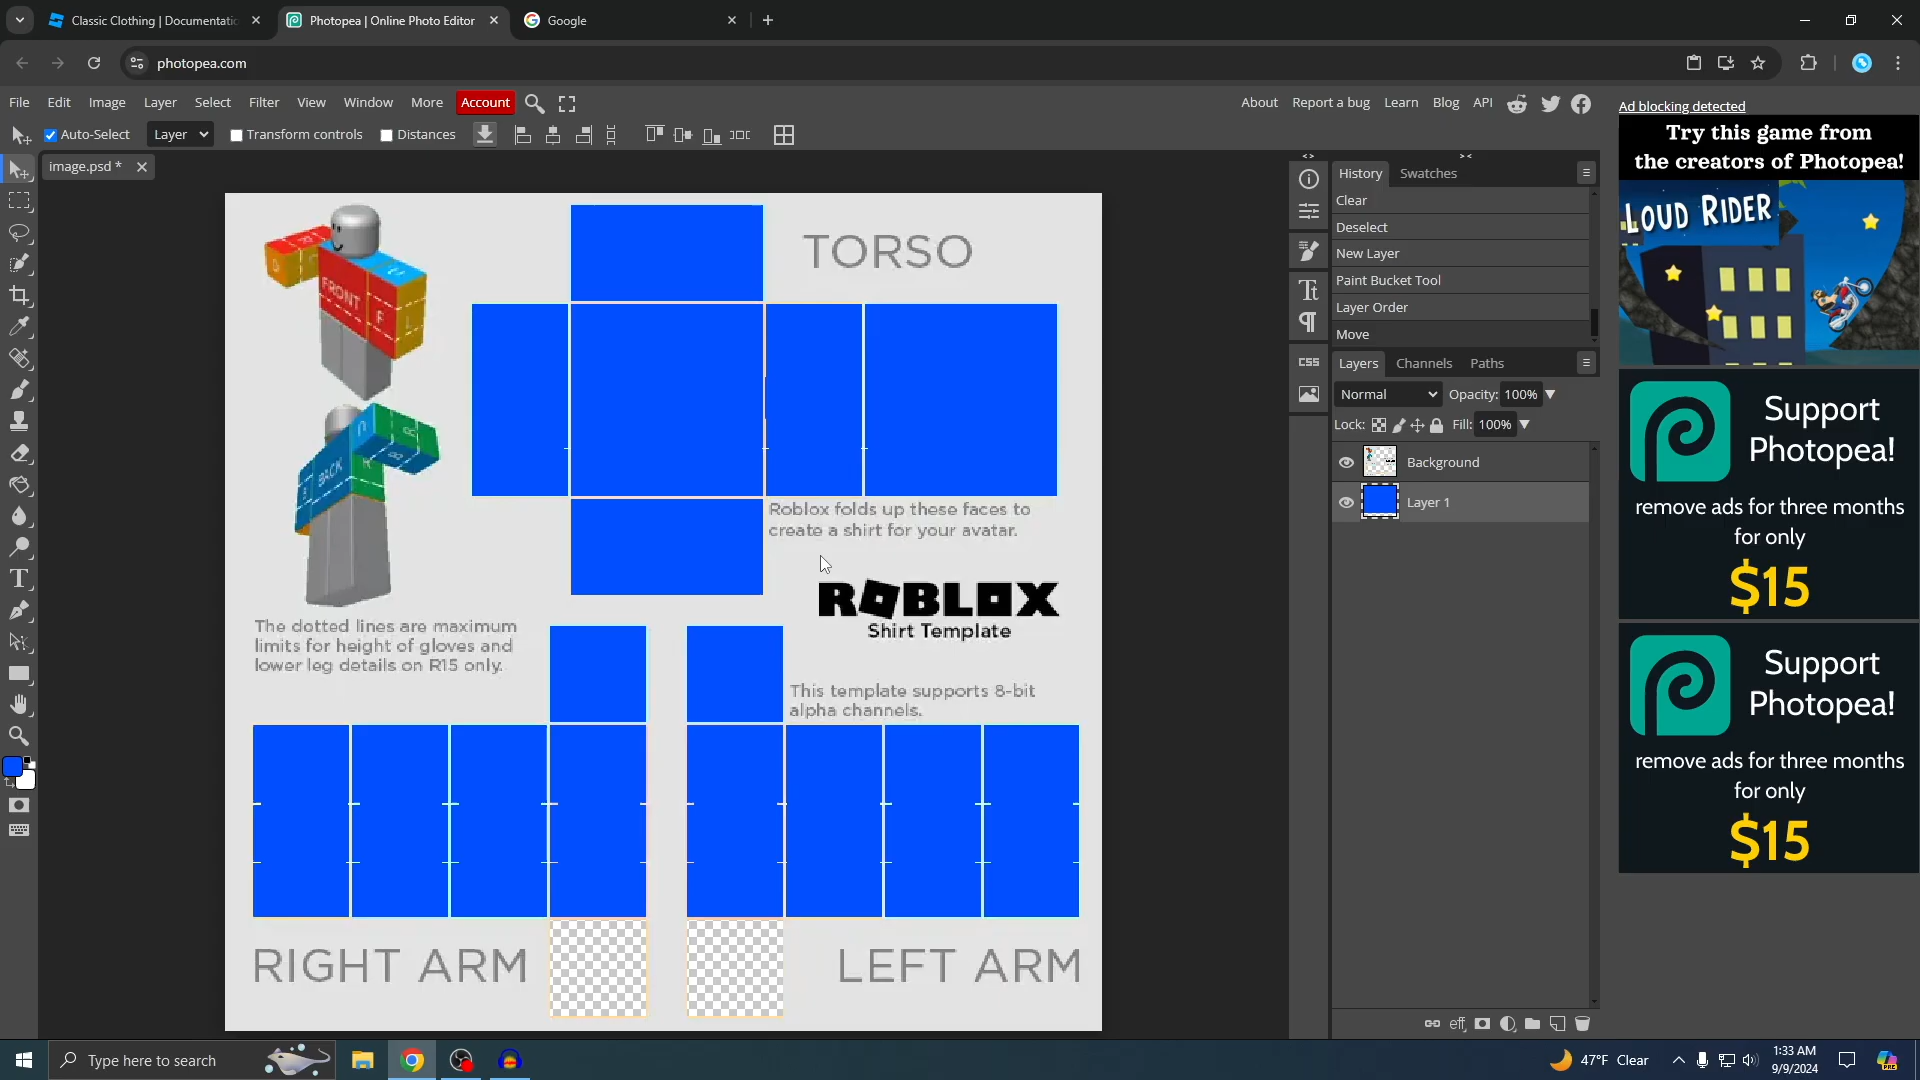 Classic Clothing | Documentatio
Photopea | Online Photo Editor
Google
photopea.com
File Edit Image Layer Select Filter View Window More Account
About Report a bug Learn Blog API
Ad blocking detected
Auto-Select Layer Transform controls Distances
image.psd *
Try this game from
the creators of Photopea!
LOUD RIDER
History Swatches
Clear
Deselect
New Layer
Paint Bucket Tool
Layer Order
Move
CSS
Layers Channels Paths
Normal Opacity: 100%
Lock: Fill: 100%
Background
Layer 1
eff
Support
Photopea!
remove ads for three months
for only
$15
Support
Photopea!
remove ads for three months
for only
$15
TORSO
FRONT
F
L
BACK
R
B
R
Roblox folds up these faces to
create a shirt for your avatar.
ROBLOX
Shirt Template
The dotted lines are maximum
limits for height of gloves and
lower leg details on R15 only.
This template supports 8-bit
alpha channels.
RIGHT ARM
LEFT ARM
Type here to search
47°F Clear
1:33 AM
9/9/2024
PRE